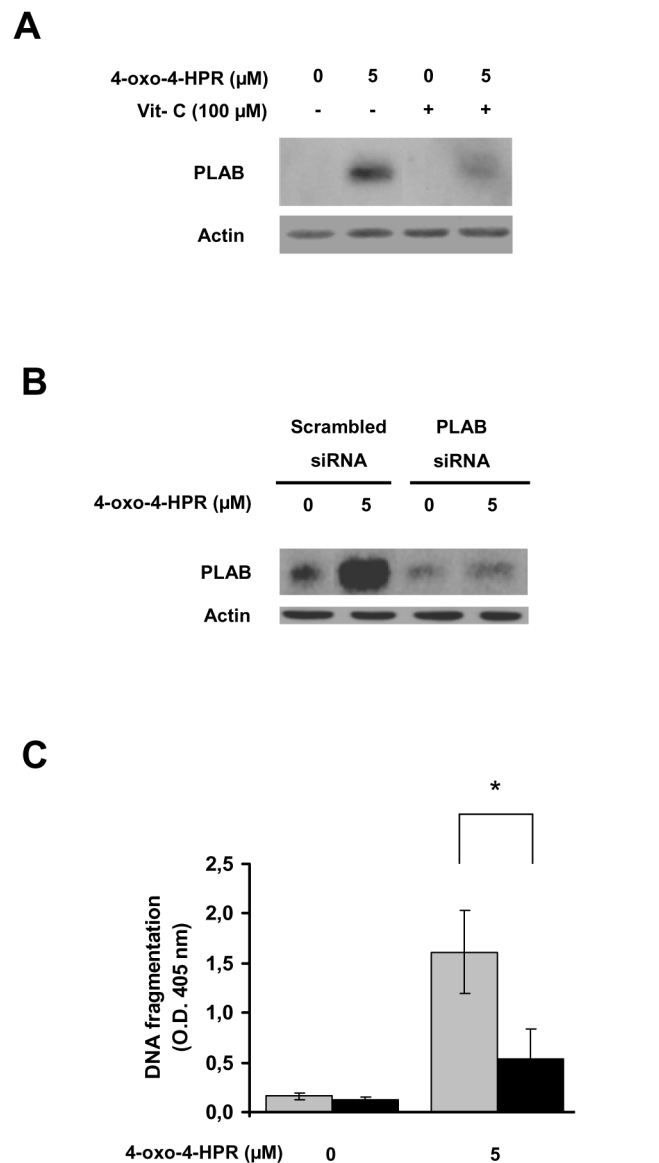 A
4-oxo-4-HPR (µM) 0 5 0 5
Vit- C (100 µM) - - + +
PLAB
Actin
B
Scrambled PLAB
siRNA siRNA
4-oxo-4-HPR (µM) 0 5 0 5
PLAB
Actin
C
*
DNA fragmentation
(O.D. 405 nm)
2,5
2,0
1,5
1,0
0,5
0,0
4-oxo-4-HPR (µM) 0 5